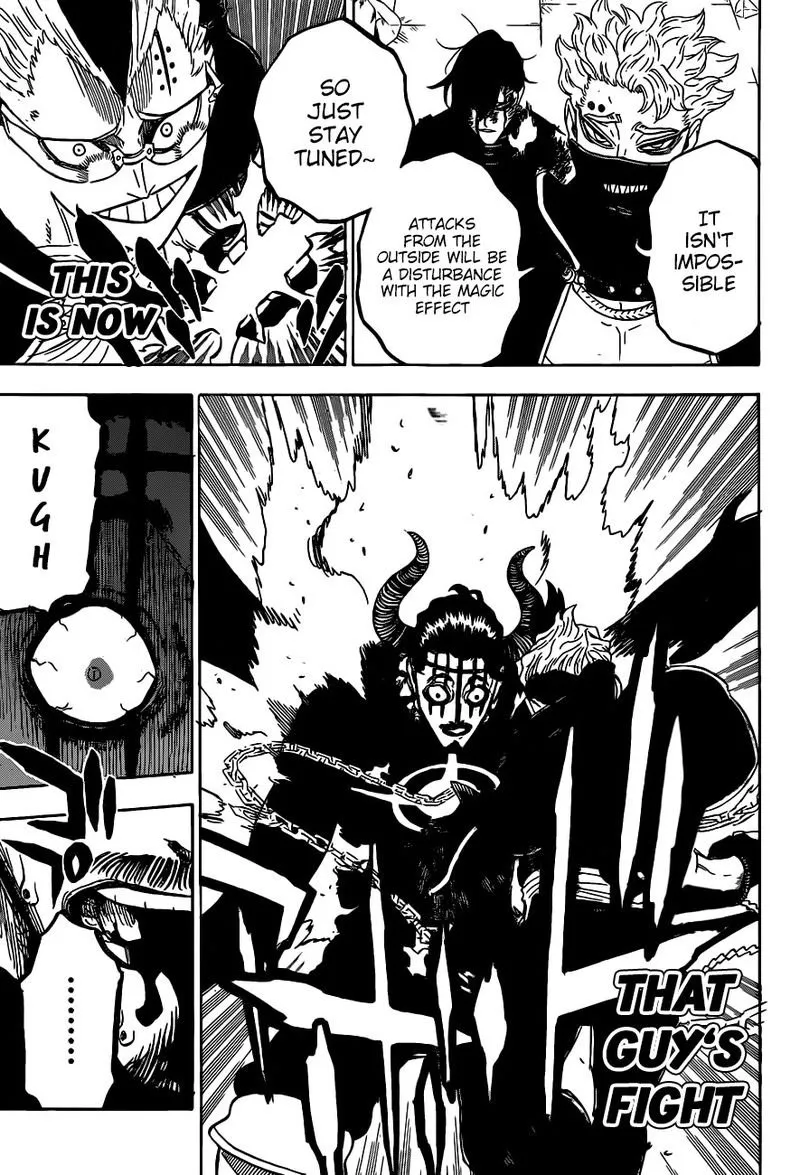 IT
ISN'T
IMPOS-
SIBLE
ATTACKS
FROM THE
OUTSIDE WILL BE
A DISTURBANCE
WITH THE MAGIC
EFFECT
SO
JUST
STAY
TUNED~
THIS
IS NOW
THAT
GUY'S
FIGHT
KUGH
.........